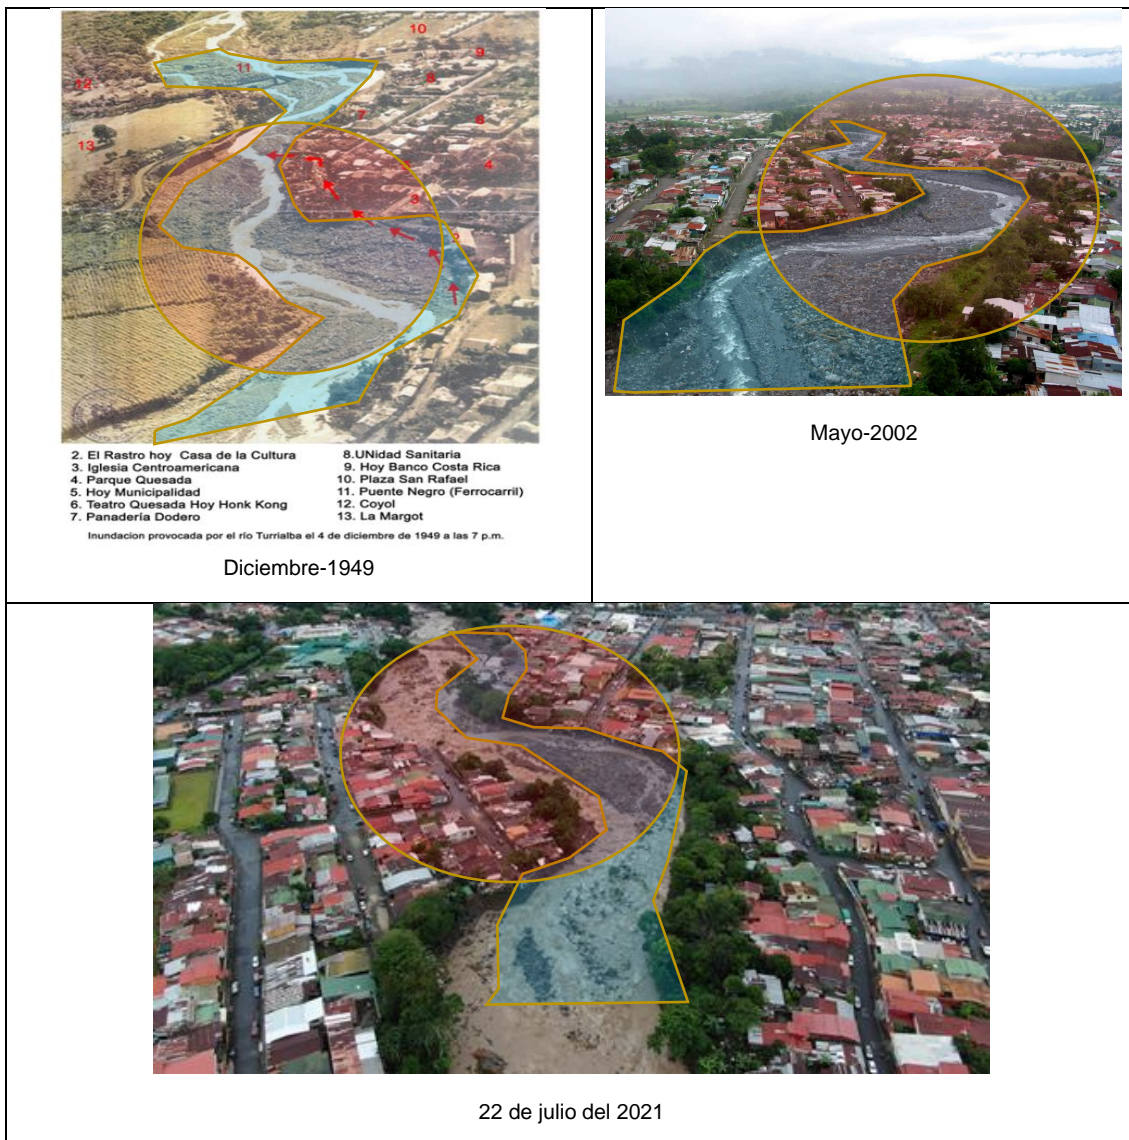 10
9
11
8
12
7
6
13
4
3
2
2. El Rastro hoy Casa de la Cultura
3. Iglesia Centroamericana
4. Parque Quesada
5. Hoy Municipalidad
6. Teatro Quesada Hoy Honk Kong
7. Panadería Dodero
8.UNidad Sanitaria
9. Hoy Banco Costa Rica
10. Plaza San Rafael
11. Puente Negro (Ferrocarril)
12. Coyol
13. La Margot
Inundacion provocada por el río Turrialba el 4 de diciembre de 1949 a las 7 p.m.
Diciembre-1949
Mayo-2002
22 de julio del 2021